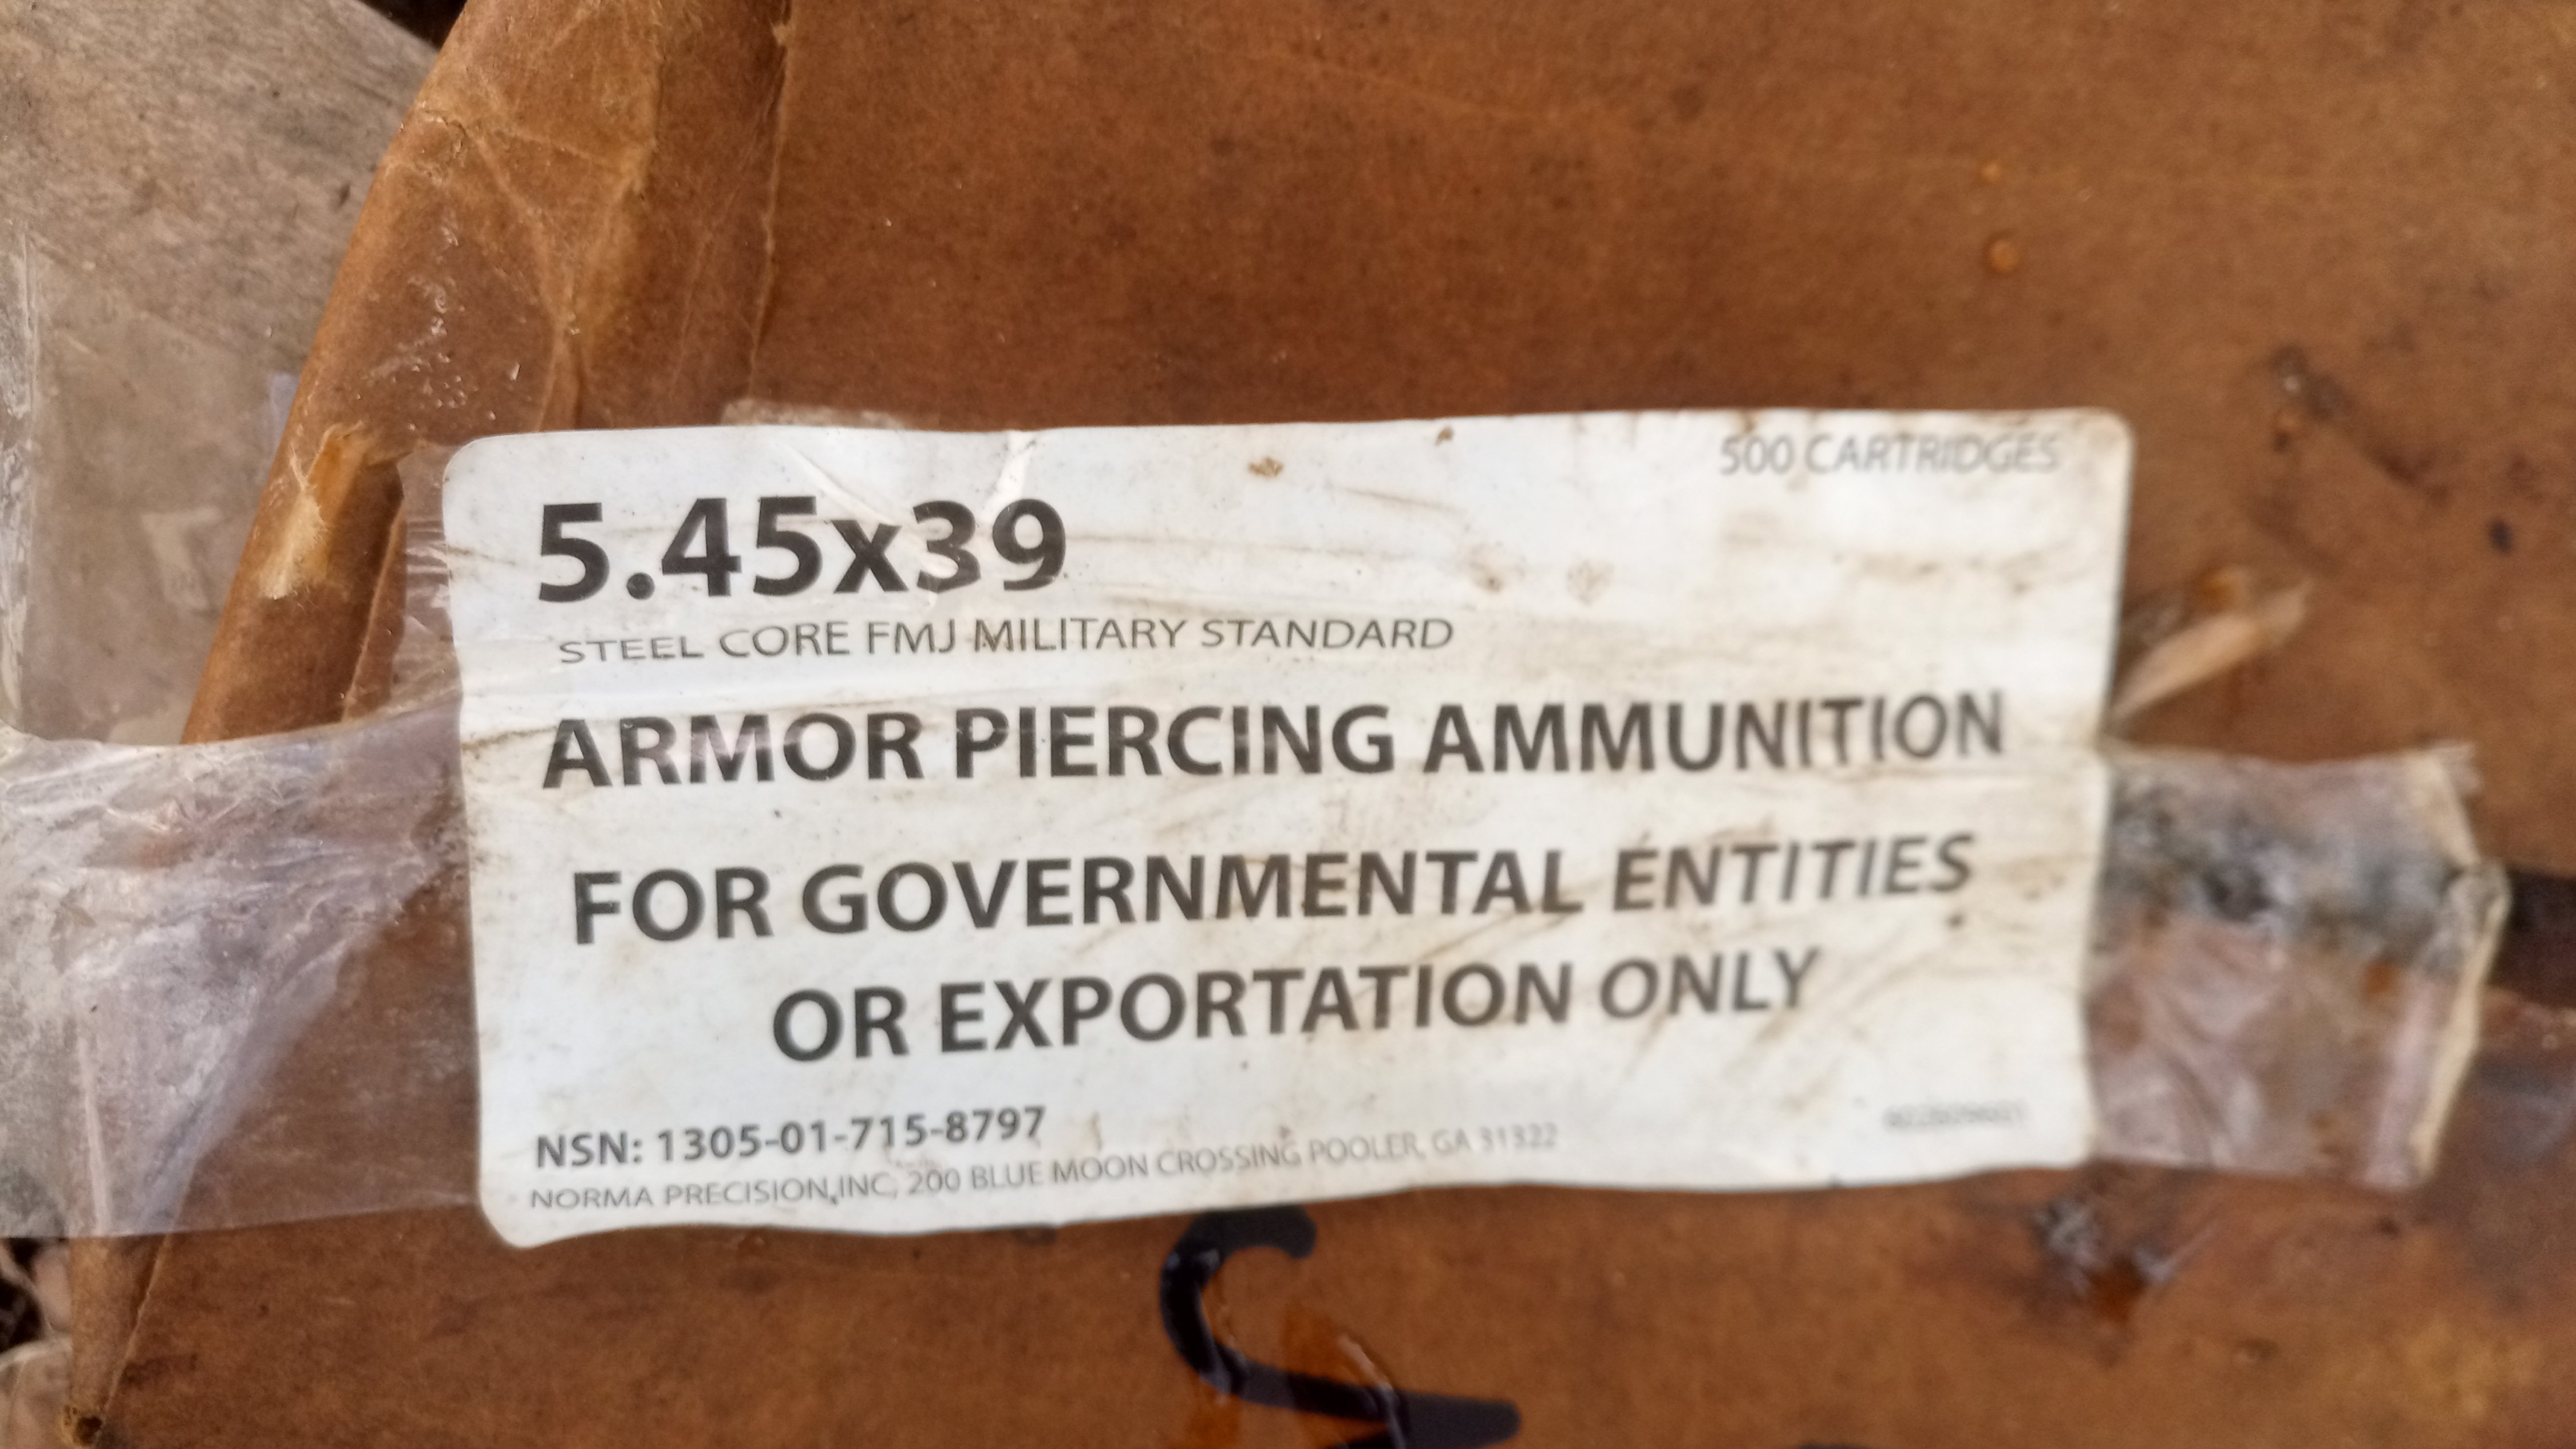 500 CARTRIDGES
5.45x39
STEEL CORE FMJ MILITARY STANDARD
ARMOR PIERCING AMMUNITION
FOR GOVERNMENTAL ENTITIES
OR EXPORTATION ONLY
NSN: 1305-01-715-8797
NORMA PRECISION, INC, 200 BLUE MOON CROSSING POOLER, GA 31322